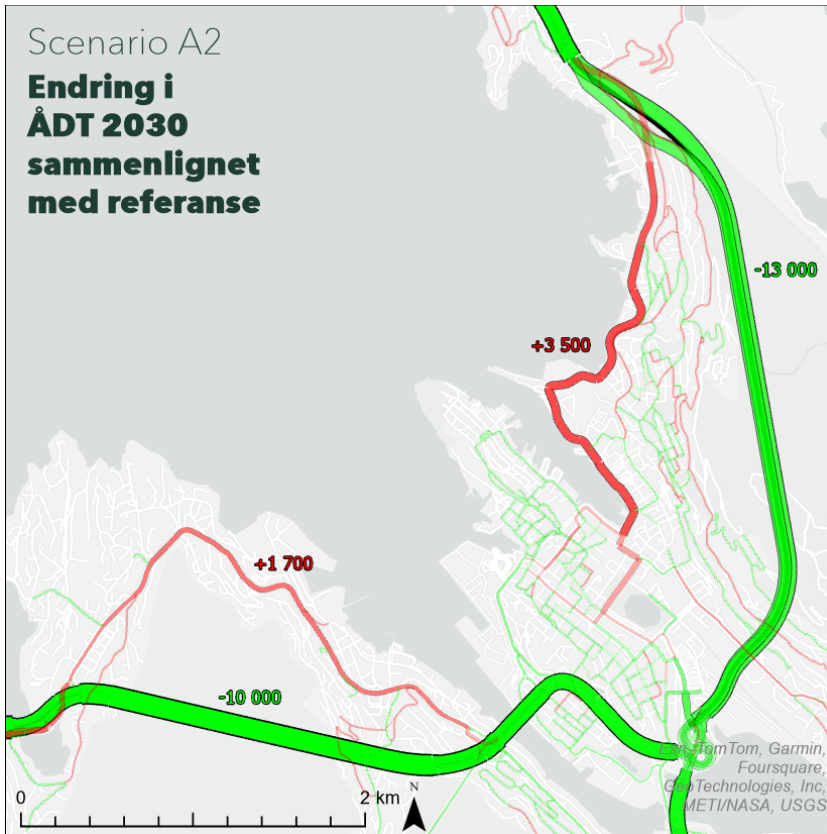 Scenario A2
Endring i
ÅDT 2030
sammenlignet
med referanse
-13 000
+3 500
+1 700
-10 000
Esri, TomTom, Garmin,
Foursquare,
GeoTechnologies, Inc,
METI/NASA, USGS
0
2 km
N